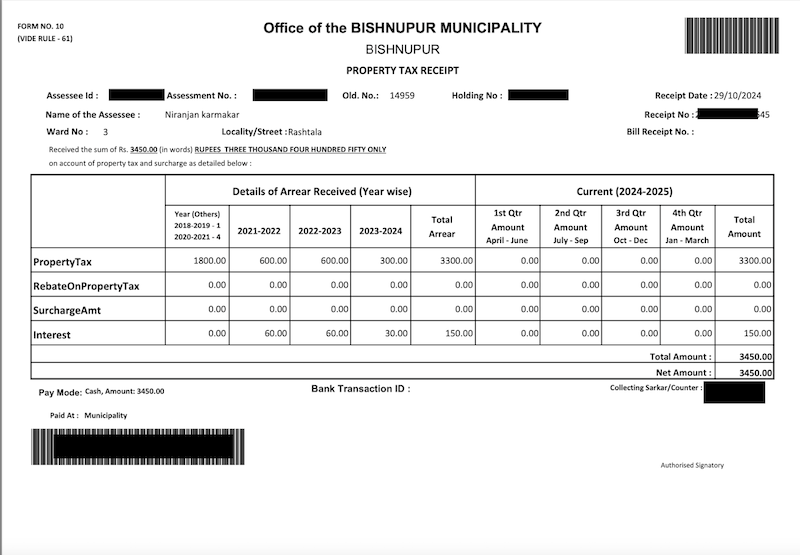 FORM NO. 10
(VIDE RULE - 61)
Office of the BISHNUPUR MUNICIPALITY
BISHNUPUR
PROPERTY TAX RECEIPT
Assessee Id : Assessment No. : Old. No.: 14959 Holding No : Receipt Date : 29/10/2024
Name of the Assessee : Niranjan karmakar Receipt No : 545
Ward No : 3 Locality/Street : Rashtala Bill Receipt No. :
Received the sum of Rs. 3450.00 (in words) RUPEES THREE THOUSAND FOUR HUNDRED FIFTY ONLY
on account of property tax and surcharge as detailed below :
Details of Arrear Received (Year wise) Current (2024-2025)
Year (Others) 2018-2019 - 1 2020-2021 - 4 2021-2022 2022-2023 2023-2024 Total Arrear 1st Qtr Amount April - June 2nd Qtr Amount July - Sep 3rd Qtr Amount Oct - Dec 4th Qtr Amount Jan - March Total Amount
PropertyTax 1800.00 600.00 600.00 300.00 3300.00 0.00 0.00 0.00 0.00 3300.00
RebateOnPropertyTax 0.00 0.00 0.00 0.00 0.00 0.00 0.00 0.00 0.00 0.00
SurchargeAmt 0.00 0.00 0.00 0.00 0.00 0.00 0.00 0.00 0.00 0.00
Interest 0.00 60.00 60.00 30.00 150.00 0.00 0.00 0.00 0.00 150.00
Total Amount : 3450.00
Net Amount : 3450.00
Pay Mode: Cash, Amount: 3450.00 Bank Transaction ID : Collecting Sarkar/Counter :
Paid At : Municipality
Authorised Signatory